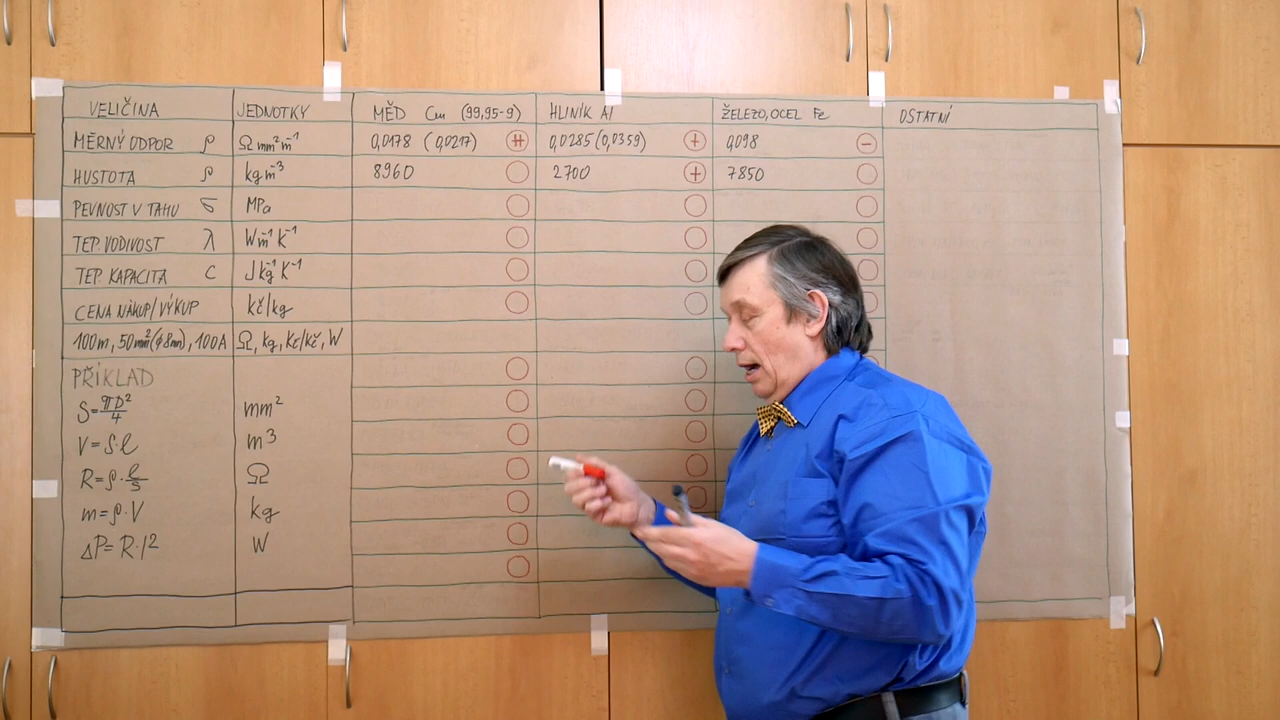 VELIČINA JEDNOTKY MĚD Cu (99,95-9) HLINÍK Al ŽELEZO, OCEL Fe OSTATNÍ
MĚRNÝ ODPOR ρ Ω mm² m⁻¹ 0,0178 (0,0217) ++ 0,0285 (0,0359) + 0,098 −
HUSTOTA ρ kg m⁻³ 8960 2700 + 7850
PEVNOST V TAHU σ MPa
TEP. VODIVOST λ W m⁻¹ K⁻¹
TEP. KAPACITA C J kg⁻¹ K⁻¹
CENA NÁKUP/VÝKUP kč/kg
100m, 50mm²(ϕ8mm), 100A Ω, kg, Kč/kč, W
PŘÍKLAD
S=πD²/4 mm²
V=S·l m³
R=ρ·l/S Ω
m=ρ·V kg
ΔP=R·I² W